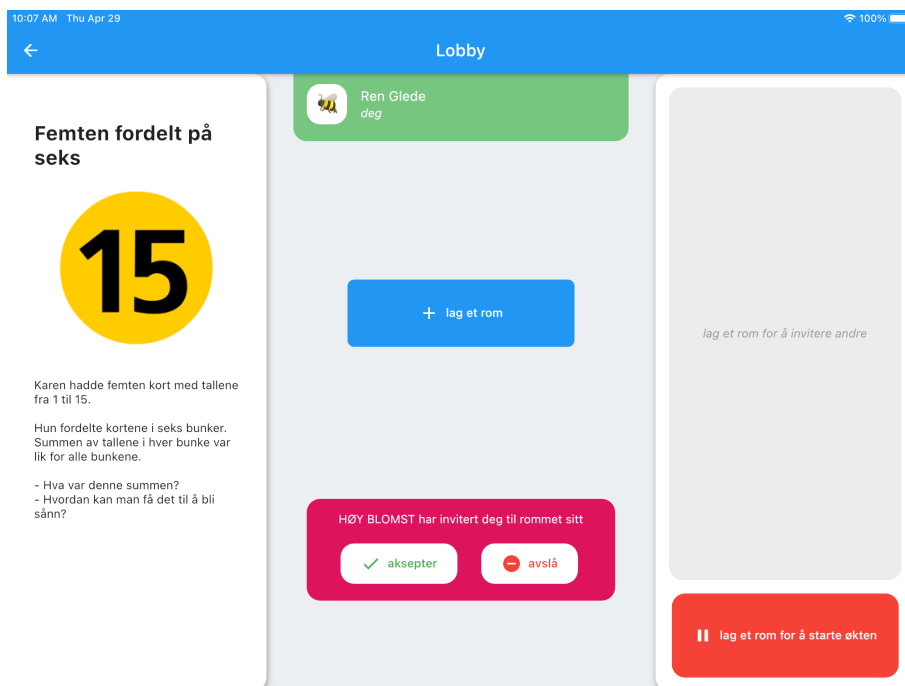 10:07 AM Thu Apr 29
100%
Lobby
Femten fordelt på
seks
15
Karen hadde femten kort med tallene
fra 1 til 15.
Hun fordelte kortene i seks bunker.
Summen av tallene i hver bunke var
lik for alle bunkene.
- Hva var denne summen?
- Hvordan kan man få det til å bli
sånn?
Ren Glede
deg
+ lag et rom
HØY BLOMST har invitert deg til rommet sitt
aksepter
avslå
lag et rom for å invitere andre
lag et rom for å starte økten